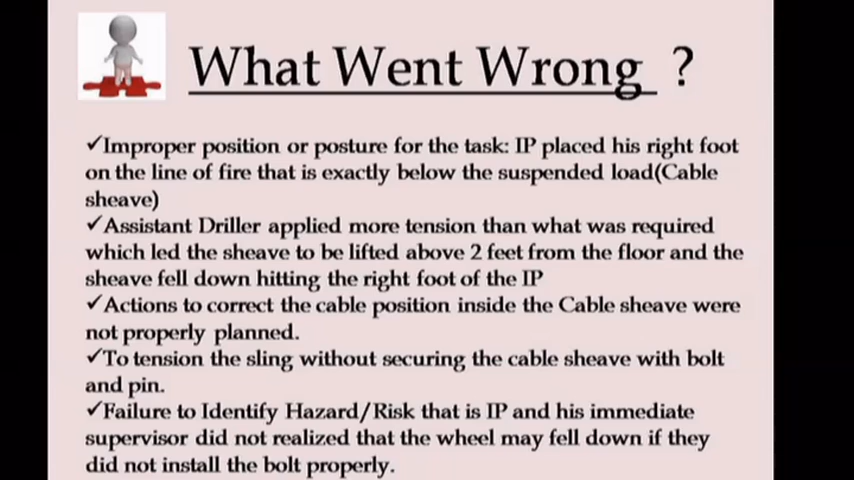 What Went Wrong ?
✓Improper position or posture for the task: IP placed his right foot
on the line of fire that is exactly below the suspended load(Cable
sheave)
✓Assistant Driller applied more tension than what was required
which led the sheave to be lifted above 2 feet from the floor and the
sheave fell down hitting the right foot of the IP
✓Actions to correct the cable position inside the Cable sheave were
not properly planned.
✓To tension the sling without securing the cable sheave with bolt
and pin.
✓Failure to Identify Hazard/Risk that is IP and his immediate
supervisor did not realized that the wheel may fell down if they
did not install the bolt properly.